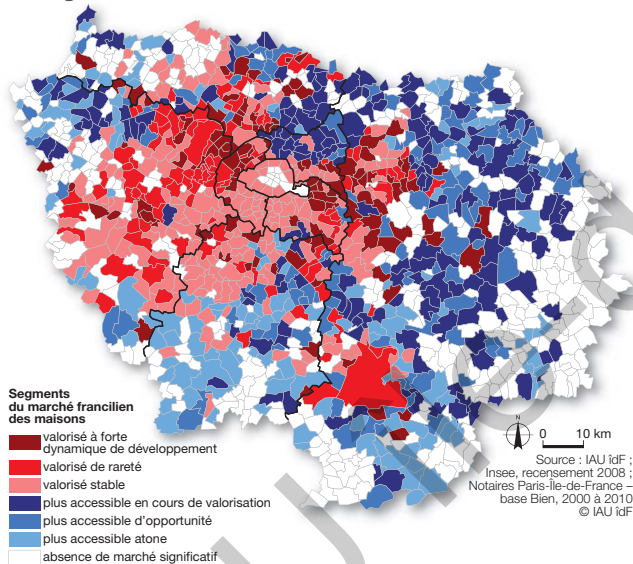 Segments
du marché francilien
des maisons
valorisé à forte
dynamique de développement
valorisé de rareté
valorisé stable
plus accessible en cours de valorisation
plus accessible d'opportunité
plus accessible atone
absence de marché significatif
N
0 10 km
Source : IAU îdF ;
Insee, recensement 2008 ;
Notaires Paris-Île-de-France –
base Bien, 2000 à 2010
© IAU îdF